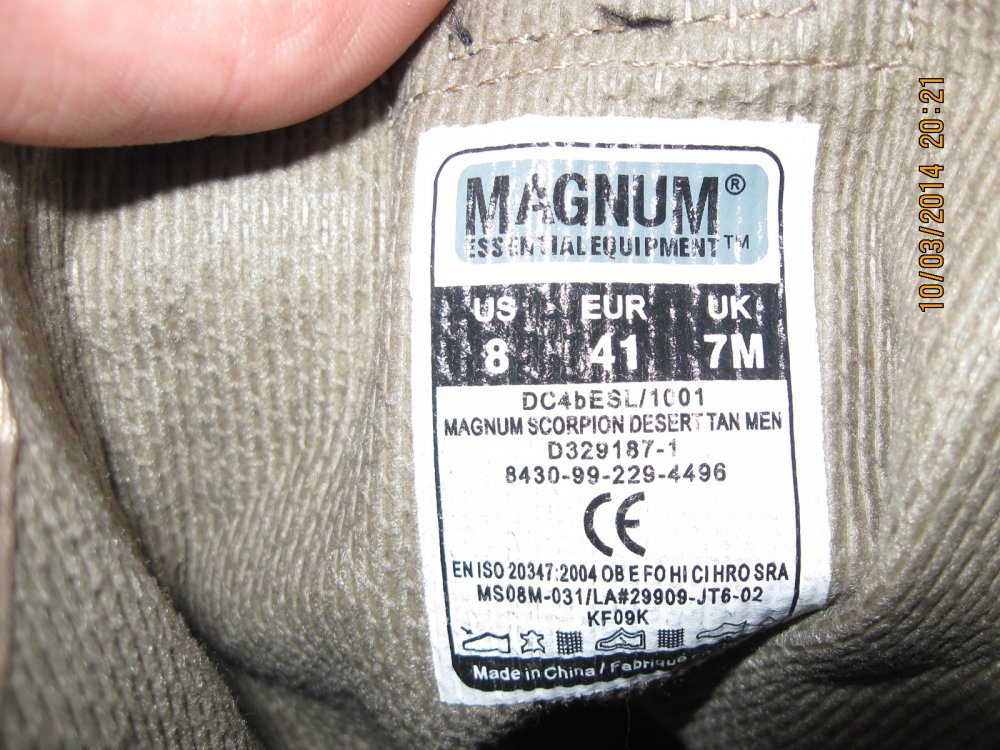 MAGNUM®
ESSENTIAL EQUIPMENT™
US EUR UK
8 41 7M
DC4bESL/1001
MAGNUM SCORPION DESERT TAN MEN
D329187-1
8430-99-229-4496
CE
EN ISO 20347:2004 OB E FO HI CI HRO SRA
MS08M-031/LA#29909-JT6-02
KF09K
Made in China / Fabriqué
10/03/2014 20:21